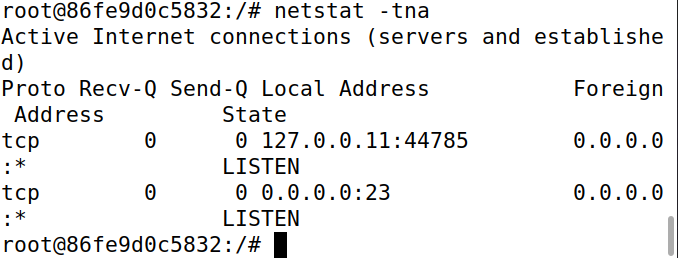 root@86fe9d0c5832:/# netstat -tna
Active Internet connections (servers and establishe
d)
Proto Recv-Q Send-Q Local Address           Foreign
 Address         State
tcp        0      0 127.0.0.11:44785        0.0.0.0
:*               LISTEN
tcp        0      0 0.0.0.0:23              0.0.0.0
:*               LISTEN
root@86fe9d0c5832:/#